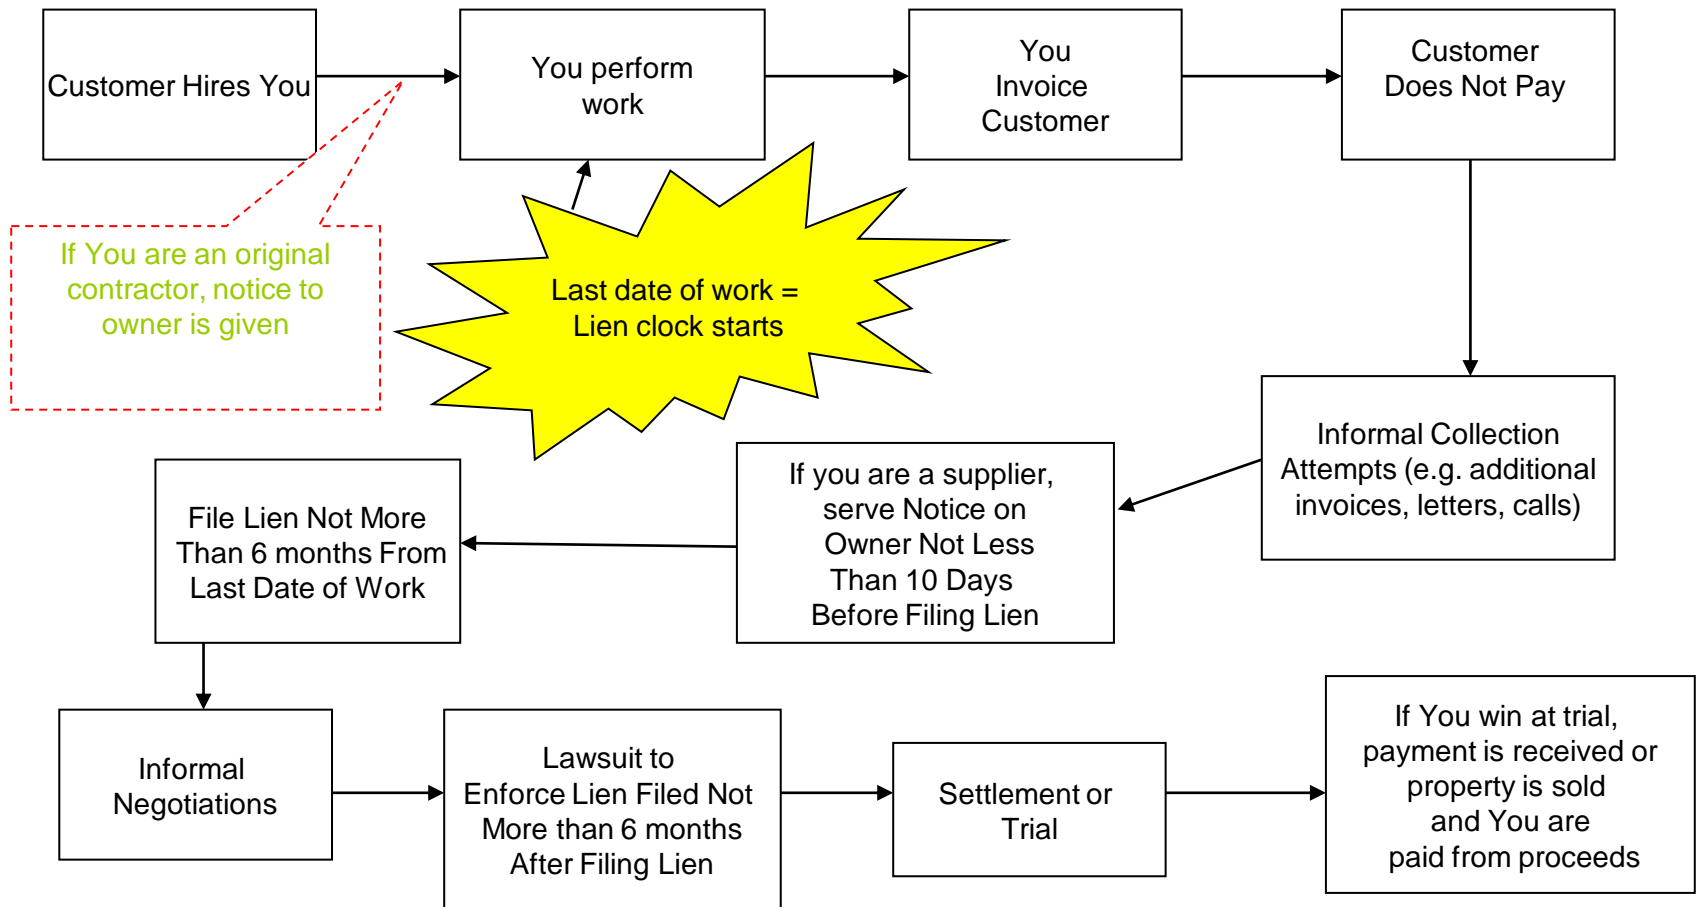 Customer Hires You
You perform
work
You
Invoice
Customer
Customer
Does Not Pay
If You are an original
contractor, notice to
owner is given
Last date of work =
Lien clock starts
Informal Collection
Attempts (e.g. additional
invoices, letters, calls)
If you are a supplier,
serve Notice on
Owner Not Less
Than 10 Days
Before Filing Lien
File Lien Not More
Than 6 months From
Last Date of Work
Informal
Negotiations
Lawsuit to
Enforce Lien Filed Not
More than 6 months
After Filing Lien
Settlement or
Trial
If You win at trial,
payment is received or
property is sold
and You are
paid from proceeds